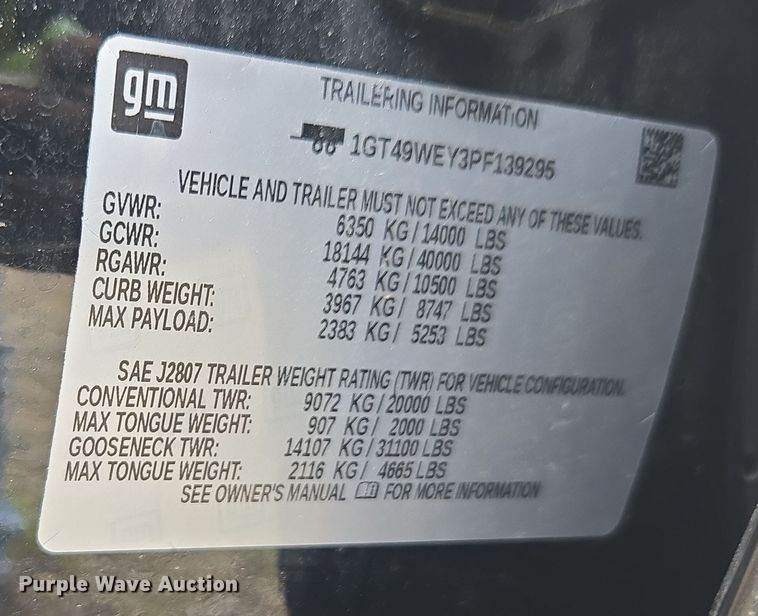 gm
TRAILERING INFORMATION
1GT49WEY3PF139295
VEHICLE AND TRAILER MUST NOT EXCEED ANY OF THESE VALUES.
GVWR: 6350 KG/14000 LBS
GCWR: 18144 KG/40000 LBS
RGAWR: 4763 KG/10500 LBS
CURB WEIGHT: 3967 KG/ 8747 LBS
MAX PAYLOAD: 2383 KG/ 5253 LBS
SAE J2807 TRAILER WEIGHT RATING (TWR) FOR VEHICLE CONFIGURATION.
CONVENTIONAL TWR: 9072 KG/20000 LBS
MAX TONGUE WEIGHT: 907 KG/ 2000 LBS
GOOSENECK TWR: 14107 KG/31100 LBS
MAX TONGUE WEIGHT: 2116 KG/ 4665 LBS
SEE OWNER'S MANUAL FOR MORE INFORMATION
Purple Wave Auction